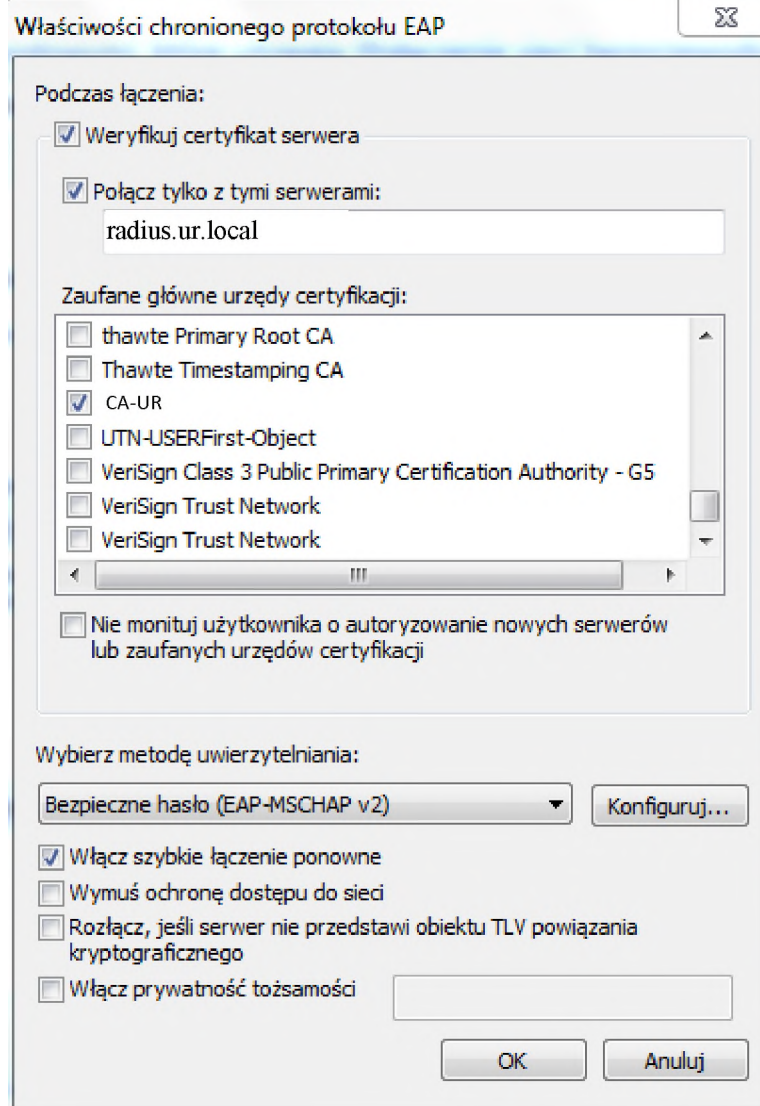 Właściwości chronionego protokołu EAP
Podczas łączenia:
Weryfikuj certyfikat serwera
Połącz tylko z tymi serwerami:
radius.ur.local
Zaufane główne urzędy certyfikacji:
thawte Primary Root CA
Thawte Timestamping CA
CA-UR
UTN-USERFirst-Object
VeriSign Class 3 Public Primary Certification Authority - G5
VeriSign Trust Network
VeriSign Trust Network
Nie monituj użytkownika o autoryzowanie nowych serwerów
lub zaufanych urzędów certyfikacji
Wybierz metodę uwierzytelniania:
Bezpieczne hasło (EAP-MSCHAP v2)
Konfiguruj...
Włącz szybkie łączenie ponowne
Wymuś ochronę dostępu do sieci
Rozłącz, jeśli serwer nie przedstawi obiektu TLV powiązania
kryptograficznego
Włącz prywatność tożsamości
OK
Anuluj